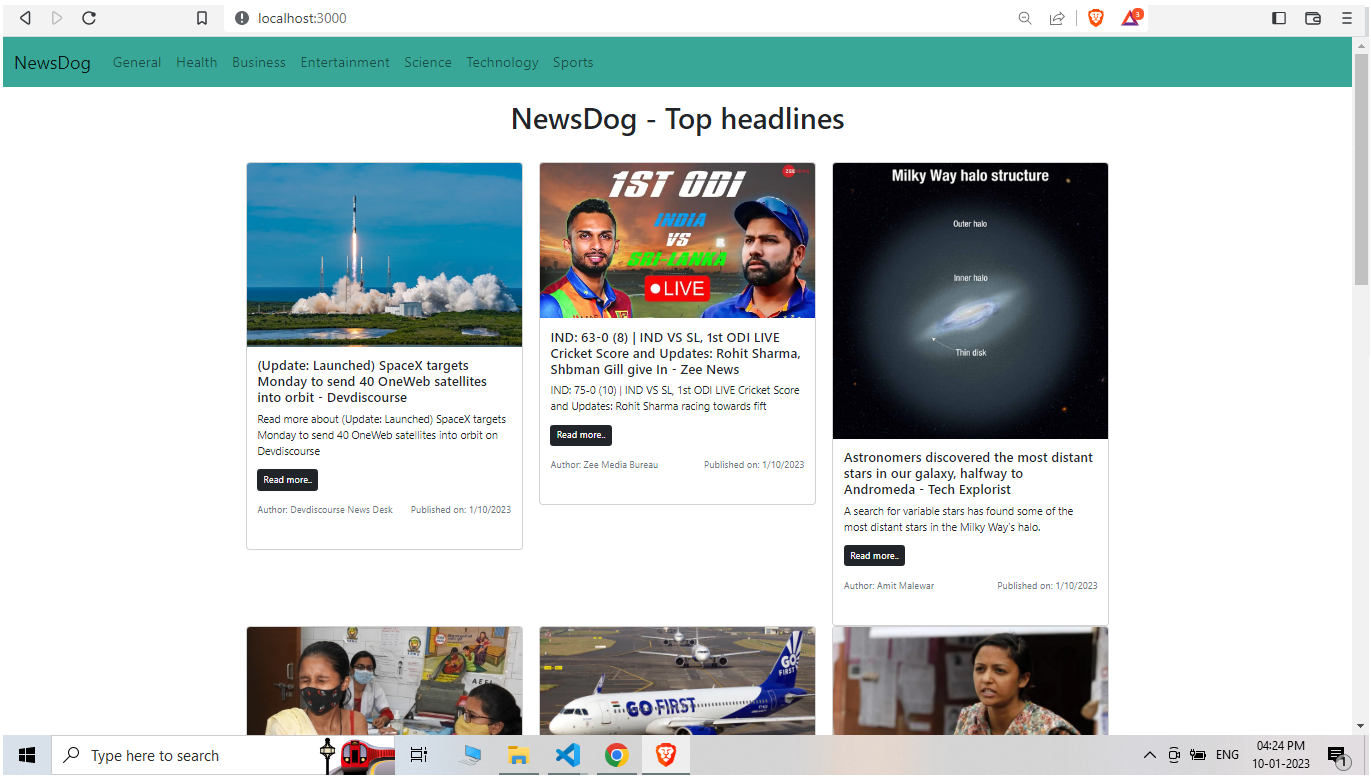 localhost:3000
3
NewsDog General Health Business Entertainment Science Technology Sports
NewsDog - Top headlines
(Update: Launched) SpaceX targets
Monday to send 40 OneWeb satellites
into orbit - Devdiscourse
Read more about (Update: Launched) SpaceX targets
Monday to send 40 OneWeb satellites into orbit on
Devdiscourse
Read more..
Author: Devdiscourse News Desk Published on: 1/10/2023
ZEE
1ST ODI
INDIA
VS
SRI-LANKA
LIVE
IND: 63-0 (8) | IND VS SL, 1st ODI LIVE
Cricket Score and Updates: Rohit Sharma,
Shbman Gill give In - Zee News
IND: 75-0 (10) | IND VS SL, 1st ODI LIVE Cricket Score
and Updates: Rohit Sharma racing towards fift
Read more..
Author: Zee Media Bureau Published on: 1/10/2023
Milky Way halo structure
Outer halo
Inner halo
Thin disk
Astronomers discovered the most distant
stars in our galaxy, halfway to
Andromeda - Tech Explorist
A search for variable stars has found some of the
most distant stars in the Milky Way's halo.
Read more..
Author: Amit Malewar Published on: 1/10/2023
GO FIRST
GO
FIRST
Type here to search
ENG
04:24 PM
10-01-2023
1